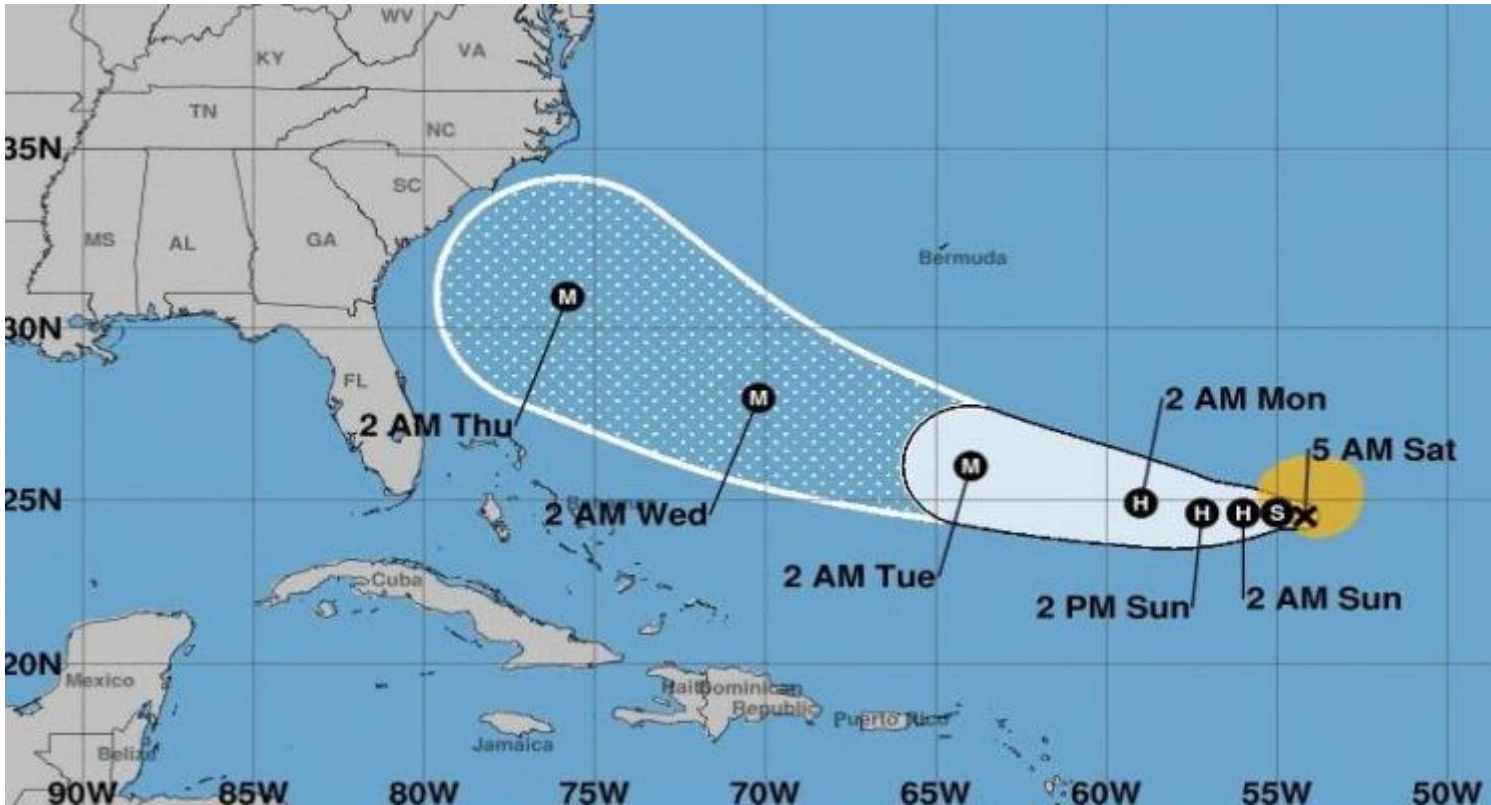 WV
KY
VA
TN
NC
35N
SC
MS
AL
GA
Bermuda
M
30N
FL
M
2 AM Mon
2 AM Thu
5 AM Sat
M
25N
H
H
H
S
X
Bahamas
2 AM Wed
2 AM Tue
Cuba
2 PM Sun
2 AM Sun
20N
Mexico
Haiti
Dominican
Republic
Puerto Rico
Jamaica
Belize
90W
85W
80W
75W
70W
65W
60W
55W
50W